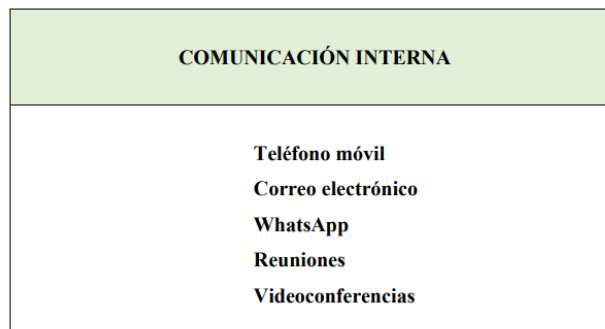 COMUNICACIÓN INTERNA
Teléfono móvil
Correo electrónico
WhatsApp
Reuniones
Videoconferencias